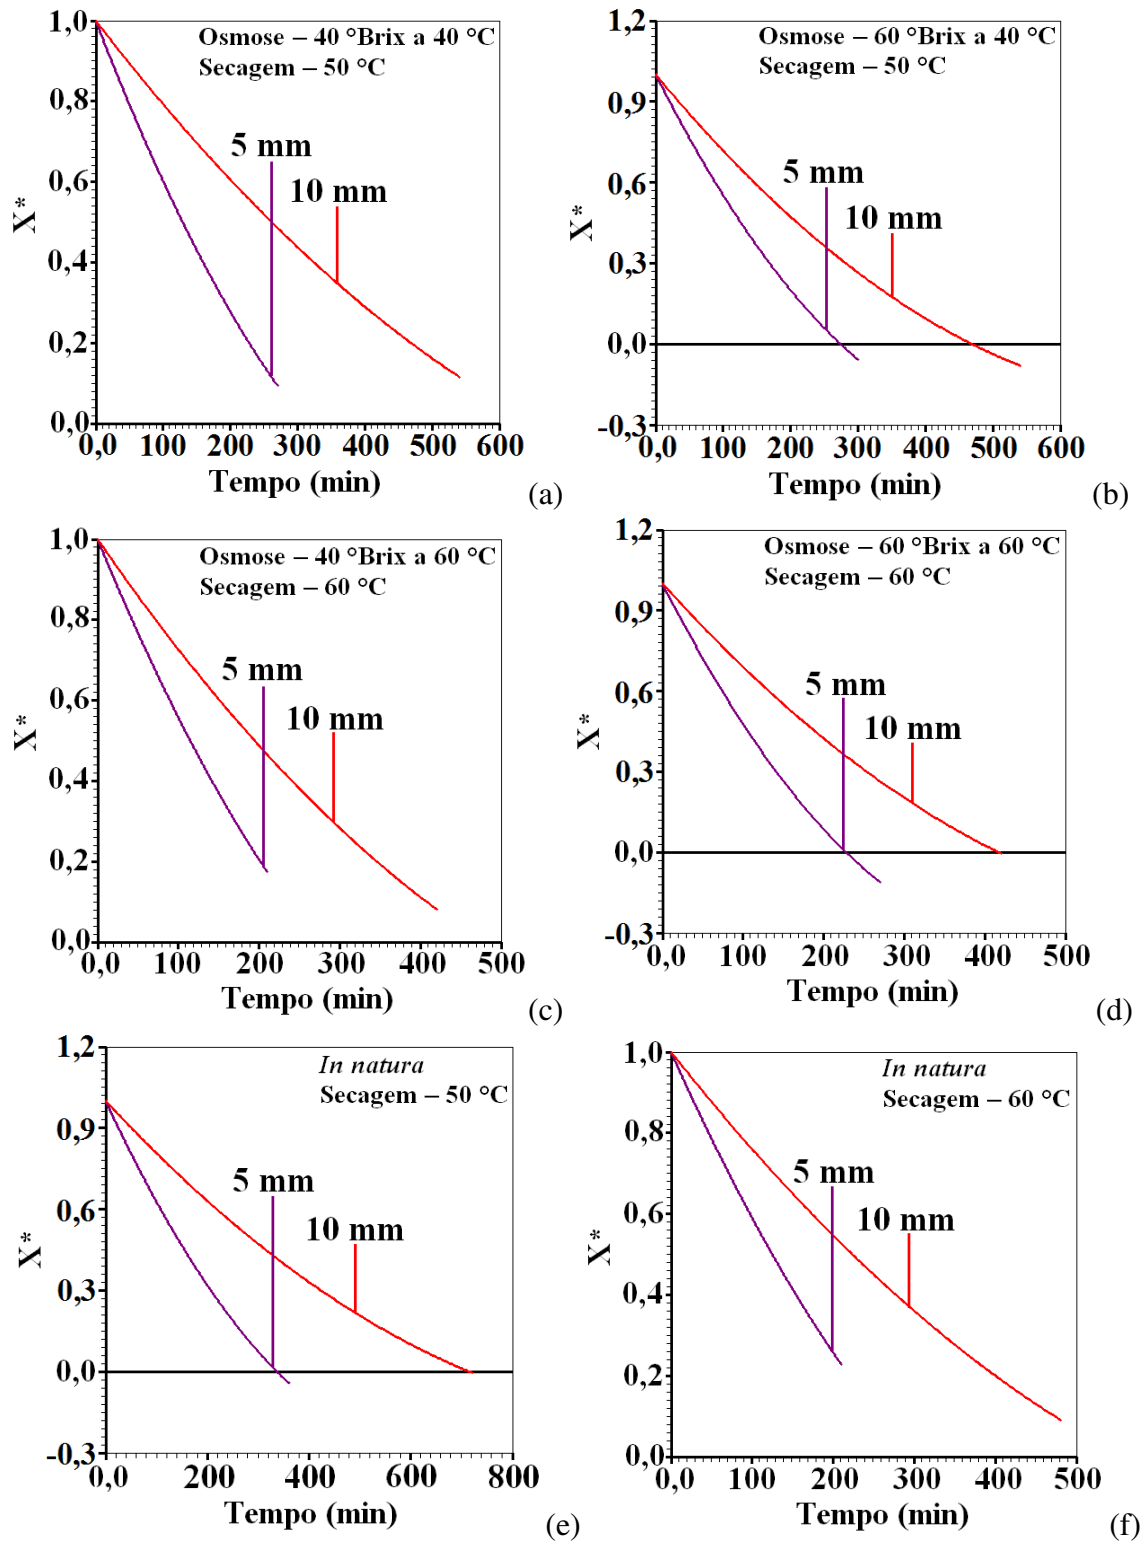 Osmose – 40 °Brix a 40 °C
Secagem – 50 °C
5 mm
10 mm
X*
1,0
0,8
0,6
0,4
0,2
0,0
0,0 100 200 300 400 500 600
Tempo (min)
(a)
Osmose – 60 °Brix a 40 °C
Secagem – 50 °C
5 mm
10 mm
X*
1,2
0,9
0,6
0,3
0,0
-0,3
0,0 100 200 300 400 500 600
Tempo (min)
(b)
Osmose – 40 °Brix a 60 °C
Secagem – 60 °C
5 mm
10 mm
X*
1,0
0,8
0,6
0,4
0,2
0,0
0,0 100 200 300 400 500
Tempo (min)
(c)
Osmose – 60 °Brix a 60 °C
Secagem – 60 °C
5 mm
10 mm
X*
1,2
0,9
0,6
0,3
0,0
-0,3
0,0 100 200 300 400 500
Tempo (min)
(d)
In natura
Secagem – 50 °C
5 mm
10 mm
X*
1,2
0,9
0,6
0,3
0,0
-0,3
0,0 200 400 600 800
Tempo (min)
(e)
In natura
Secagem – 60 °C
5 mm
10 mm
X*
1,0
0,8
0,6
0,4
0,2
0,0
0,0 100 200 300 400 500
Tempo (min)
(f)